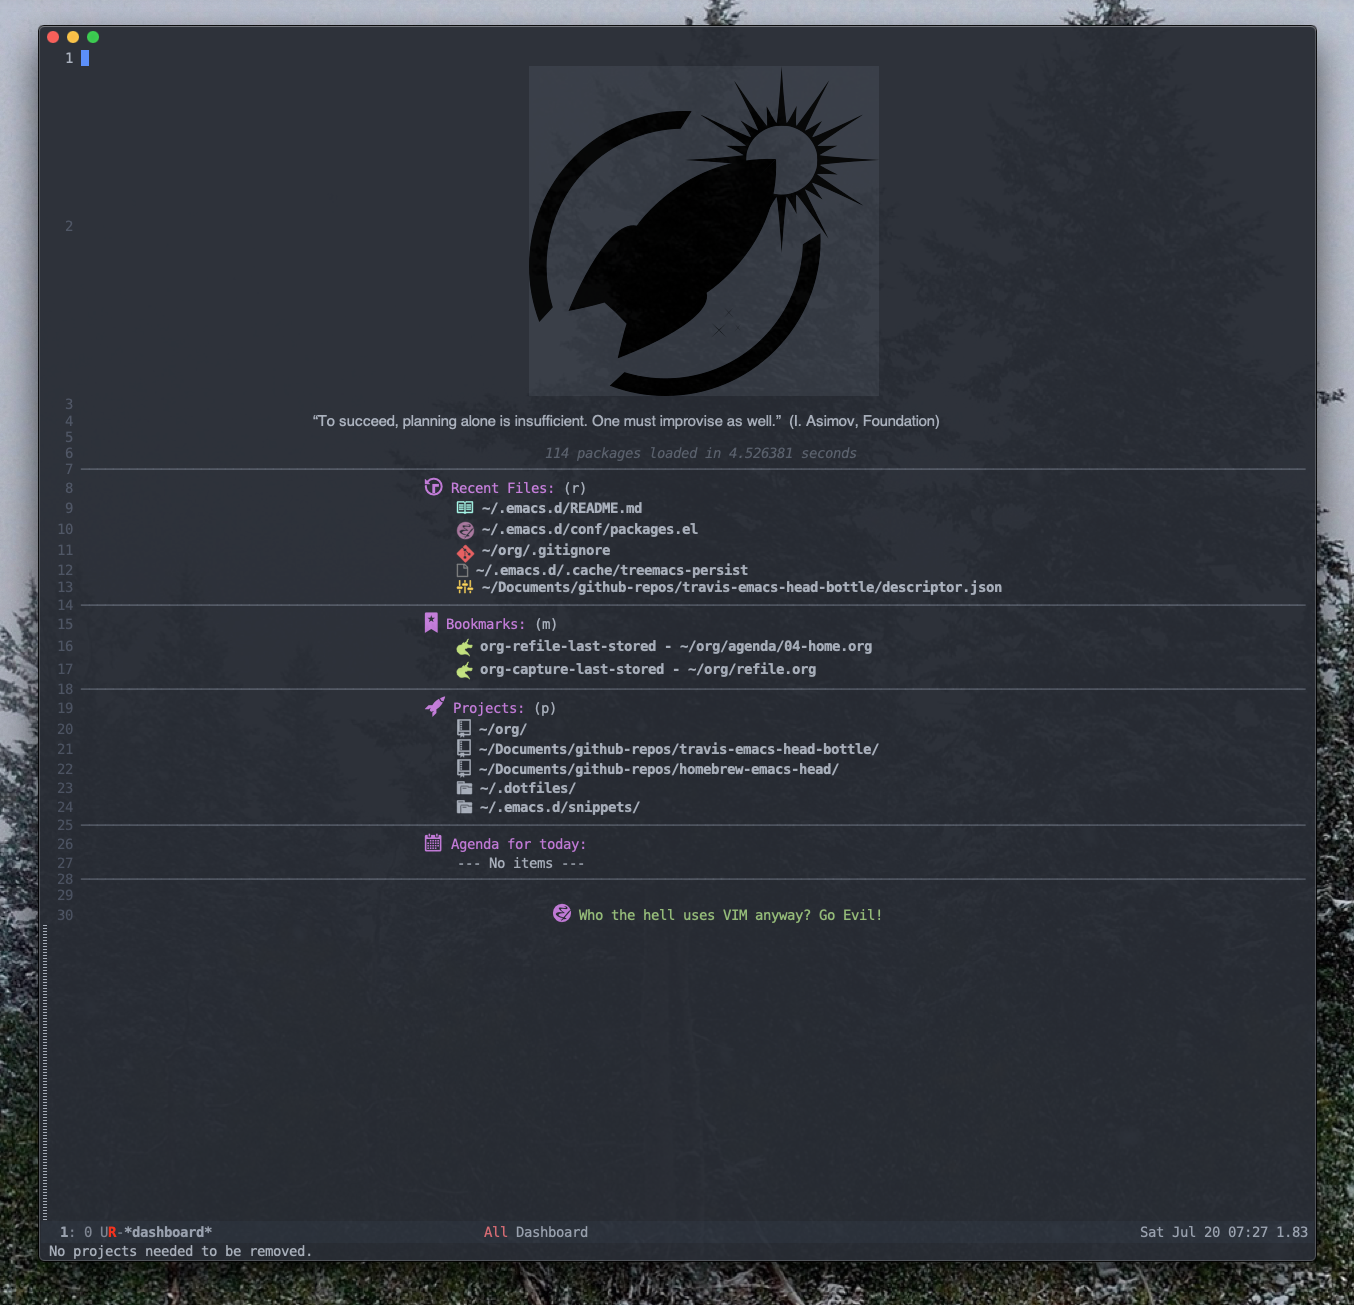 1
2
3
4 “To succeed, planning alone is insufficient. One must improvise as well.” (I. Asimov, Foundation)
5
6 114 packages loaded in 4.526381 seconds
7
8 Recent Files: (r)
9 ~/.emacs.d/README.md
10 ~/.emacs.d/conf/packages.el
11 ~/org/.gitignore
12 ~/.emacs.d/.cache/treemacs-persist
13 ~/Documents/github-repos/travis-emacs-head-bottle/descriptor.json
14
15 Bookmarks: (m)
16 org-refile-last-stored - ~/org/agenda/04-home.org
17 org-capture-last-stored - ~/org/refile.org
18
19 Projects: (p)
20 ~/org/
21 ~/Documents/github-repos/travis-emacs-head-bottle/
22 ~/Documents/github-repos/homebrew-emacs-head/
23 ~/.dotfiles/
24 ~/.emacs.d/snippets/
25
26 Agenda for today:
27 --- No items ---
28
29
30 Who the hell uses VIM anyway? Go Evil!
1: 0 UR-*dashboard* All Dashboard Sat Jul 20 07:27 1.83
No projects needed to be removed.